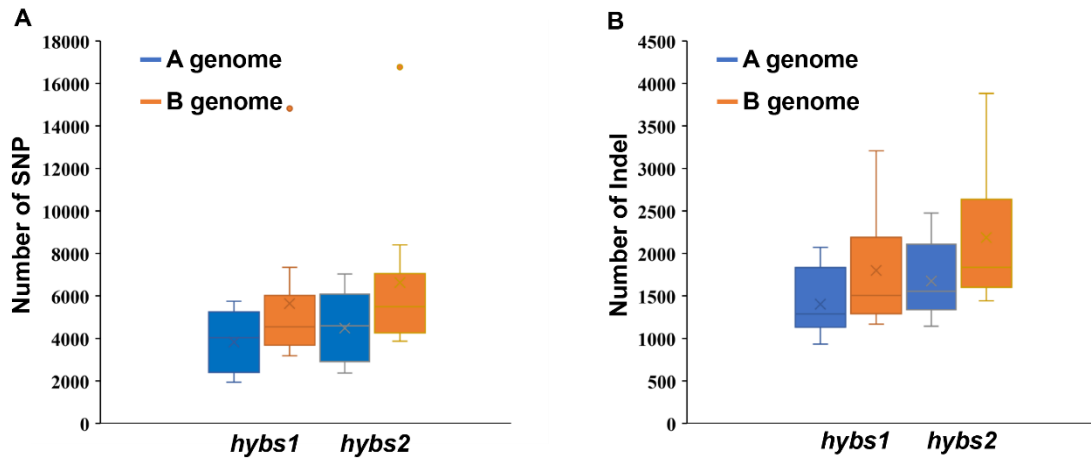 A
Number of SNP
18000
16000
14000
12000
10000
8000
6000
4000
2000
0
A genome
B genome
hybs1 hybs2
B
Number of Indel
4500
4000
3500
3000
2500
2000
1500
1000
500
0
A genome
B genome
hybs1 hybs2